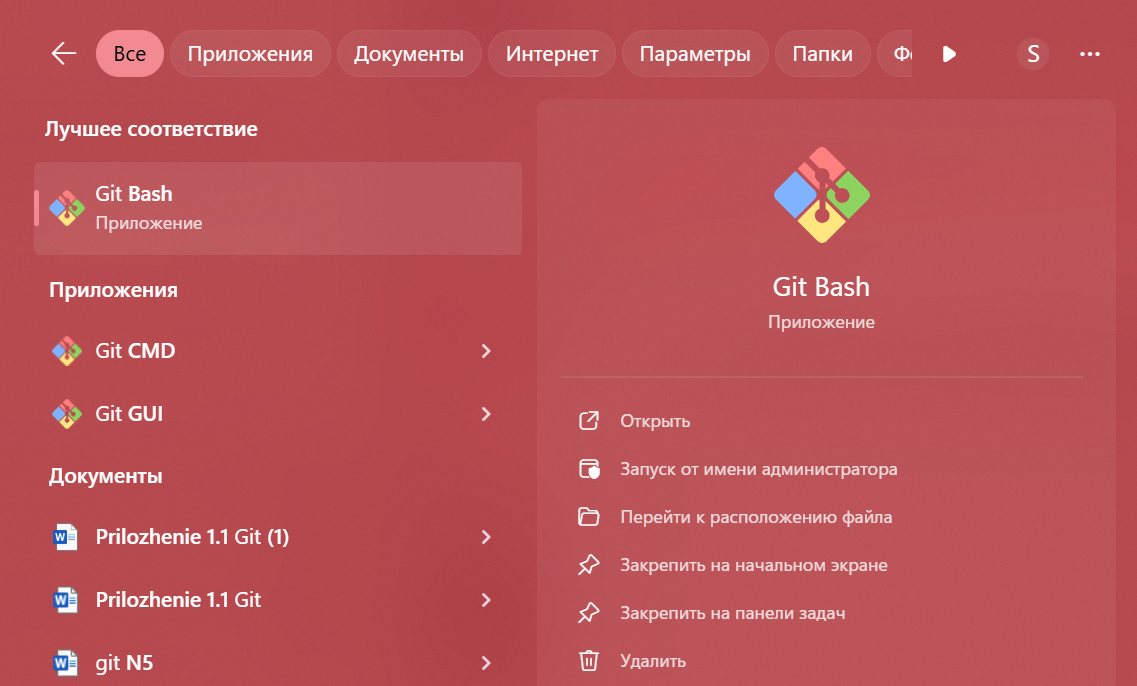 Все
Приложения
Документы
Интернет
Параметры
Папки
S
Лучшее соответствие
Git Bash
Приложение
Приложения
Git CMD
Git GUI
Документы
Prilozhenie 1.1 Git (1)
Prilozhenie 1.1 Git
git N5
Git Bash
Приложение
Открыть
Запуск от имени администратора
Перейти к расположению файла
Закрепить на начальном экране
Закрепить на панели задач
Удалить